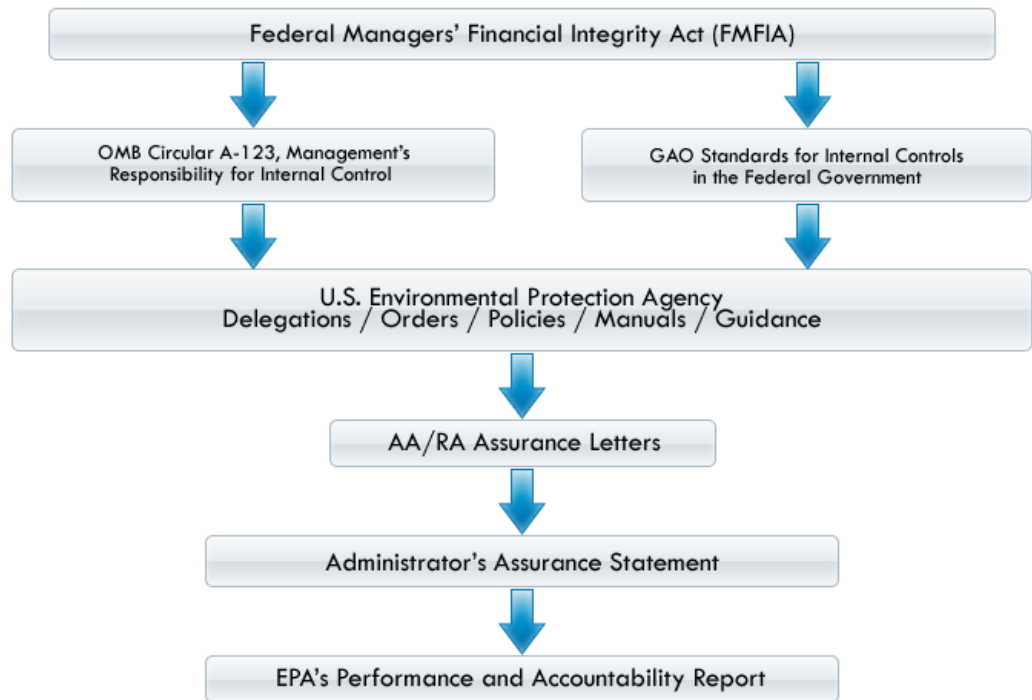 Federal Managers’ Financial Integrity Act (FMFIA)
OMB Circular A-123, Management’s
Responsibility for Internal Control
GAO Standards for Internal Controls
in the Federal Government
U.S. Environmental Protection Agency
Delegations / Orders / Policies / Manuals / Guidance
AA/RA Assurance Letters
Administrator’s Assurance Statement
EPA’s Performance and Accountability Report